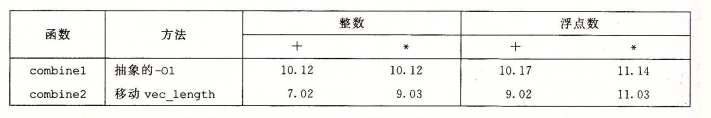 函数 方法 整数 浮点数
+ * + *
combine1 抽象的-O1 10.12 10.12 10.17 11.14
combine2 移动 vec_length 7.02 9.03 9.02 11.03